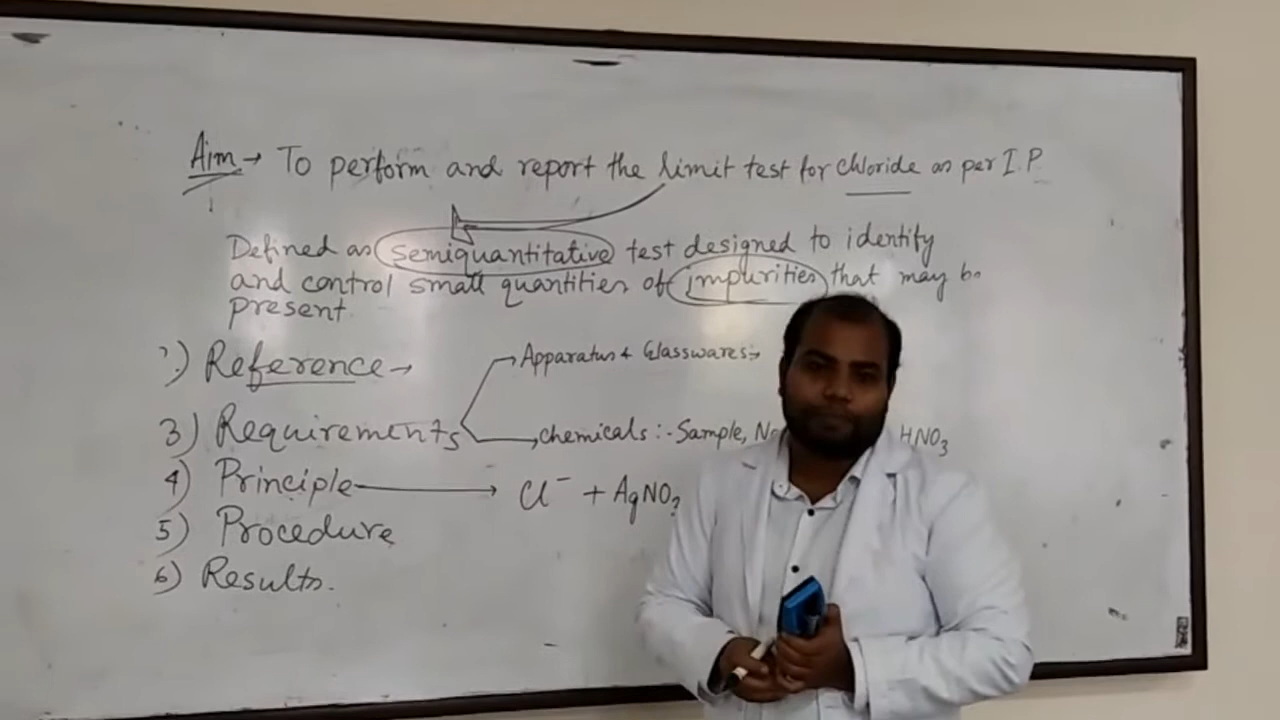 Aim → To perform and report the limit test for chloride as per I.P.
Defined as semiquantitative test designed to identify
and control small quantities of impurities that may be
present
Reference →
Apparatus & Glasswares:-
3) Requirements
chemicals :- Sample, HNO3
4) Principle → Cl⁻ + AgNO3
5) Procedure
6) Results.